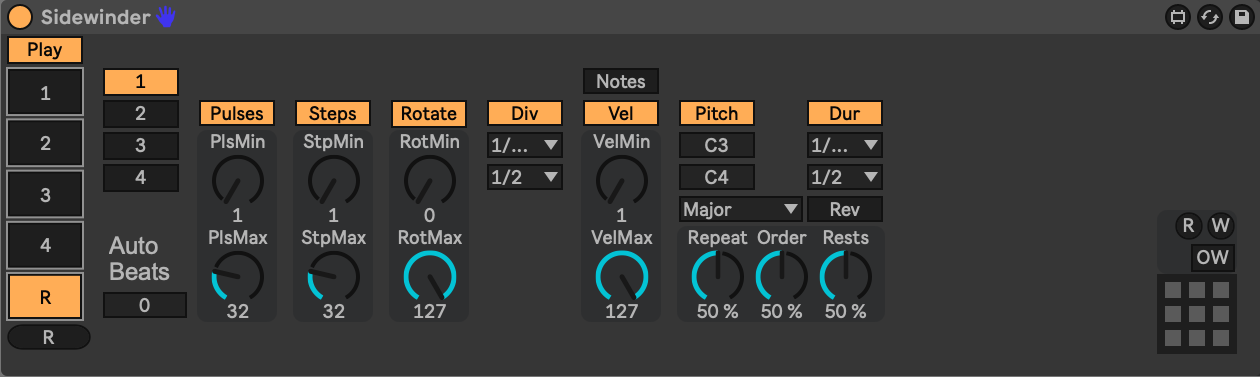 Sidewinder
Play
1
2
3
4
R
R
1
2
3
4
Auto
Beats
0
Pulses
PlsMin
1
PlsMax
32
Steps
StpMin
1
StpMax
32
Rotate
RotMin
0
RotMax
127
Div
1/...
1/2
Notes
Vel
VelMin
1
VelMax
127
Pitch
C3
C4
Major
Dur
1/...
1/2
Rev
Repeat Order Rests
50 % 50 % 50 %
R W
OW